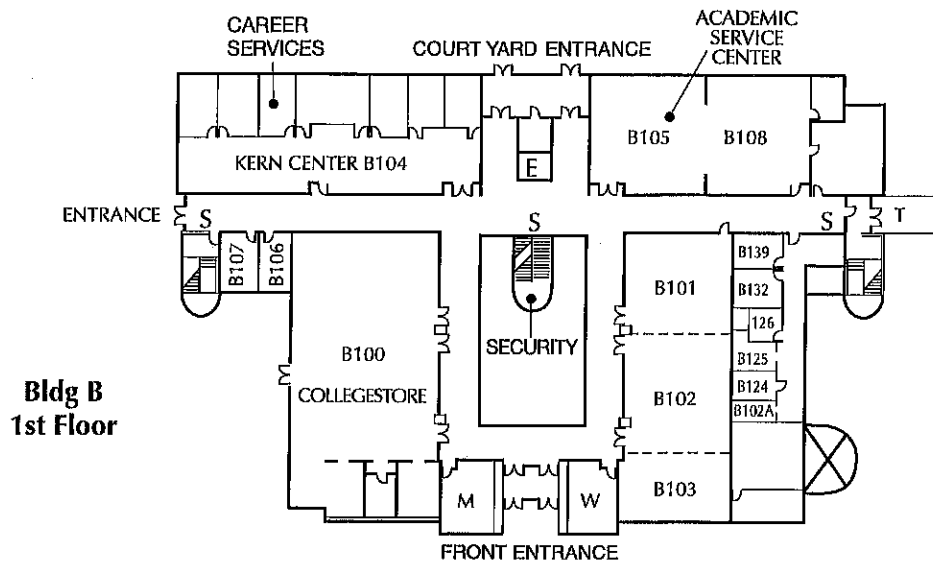 CAREER
SERVICES
COURT YARD ENTRANCE
ACADEMIC
SERVICE
CENTER
B105
B108
KERN CENTER B104
E
ENTRANCE
S
S
S
T
B107
B106
B139
B132
126
B125
B124
B102A
B101
SECURITY
B100
COLLEGESTORE
B102
Bldg B
1st Floor
B103
M
W
FRONT ENTRANCE